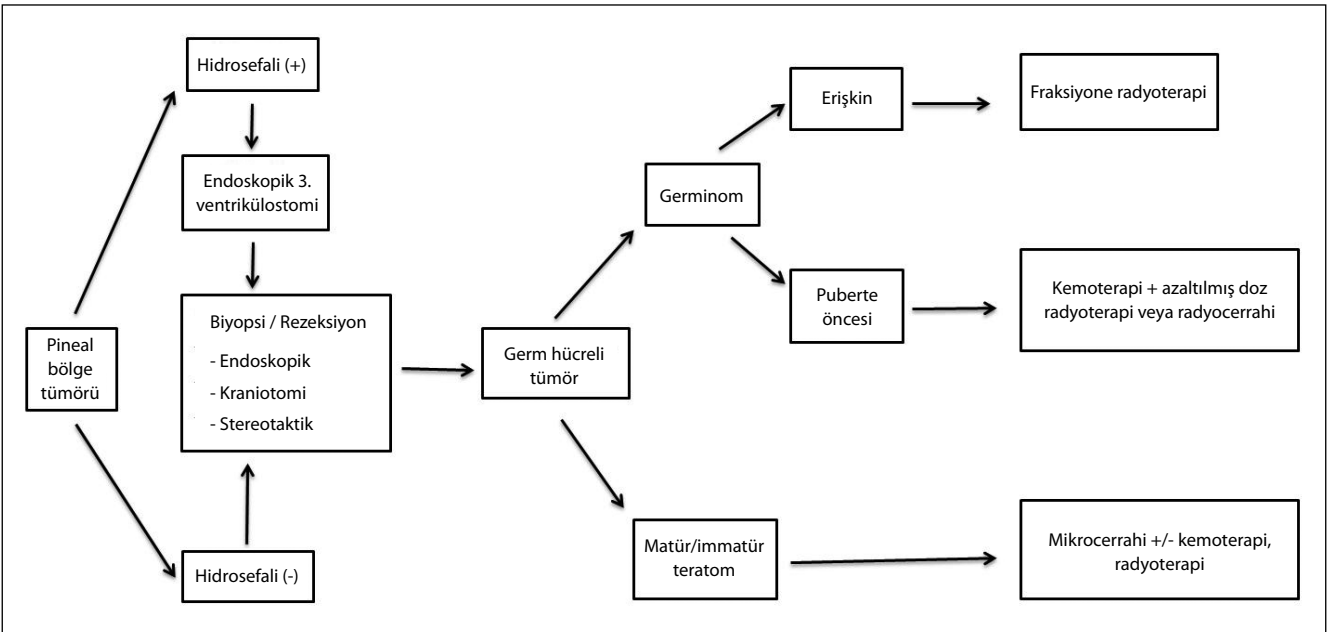 Pineal
bölge
tümörü
Hidrosefali (+)
Endoskopik 3.
ventrikülostomi
Biyopsi / Rezeksiyon
- Endoskopik
- Kraniotomi
- Stereotaktik
Hidrosefali (-)
Germ hücreli
tümör
Germinom
Erişkin
Fraksiyone radyoterapi
Puberte
öncesi
Kemoterapi + azaltılmış doz
radyoterapi veya radyocerrahi
Matür/immatür
teratom
Mikrocerrahi +/- kemoterapi,
radyoterapi